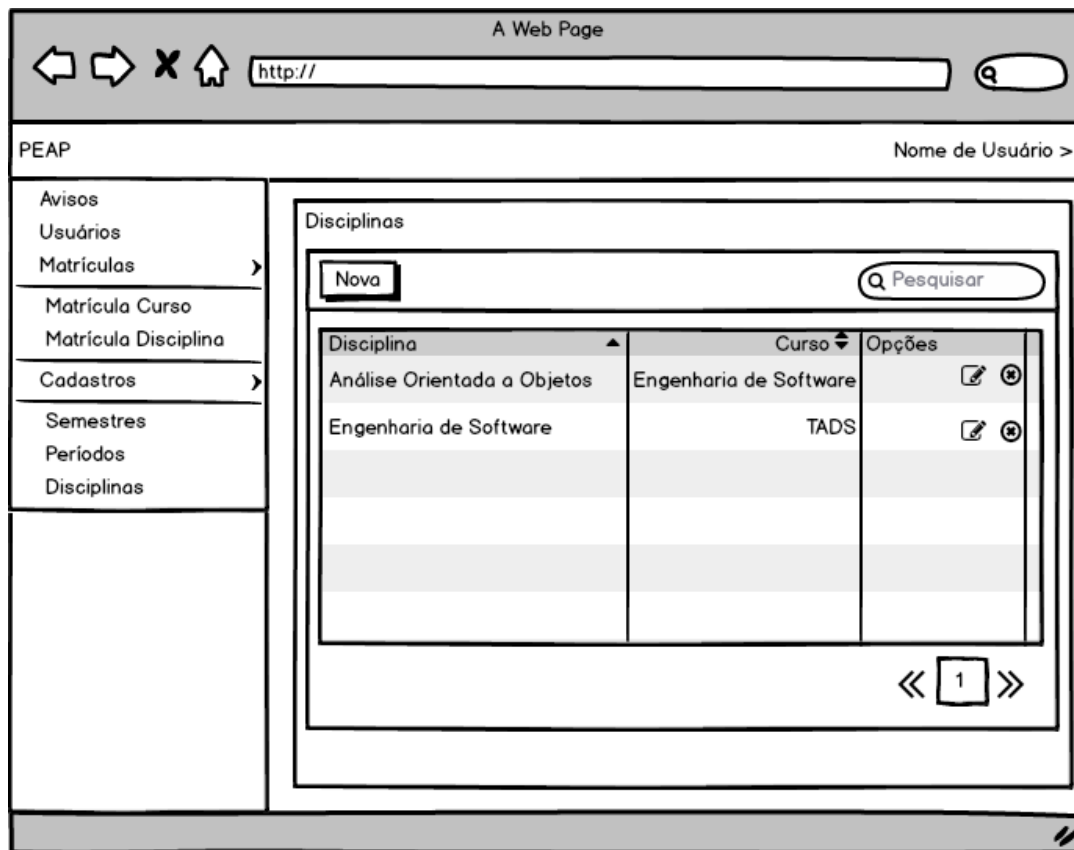 A Web Page
http://
PEAP
Nome de Usuário >
Avisos
Usuários
Matrículas
Matrícula Curso
Matrícula Disciplina
Cadastros
Semestres
Períodos
Disciplinas
Disciplinas
Nova
Pesquisar
Disciplina Curso Opções
Análise Orientada a Objetos Engenharia de Software
Engenharia de Software TADS
1